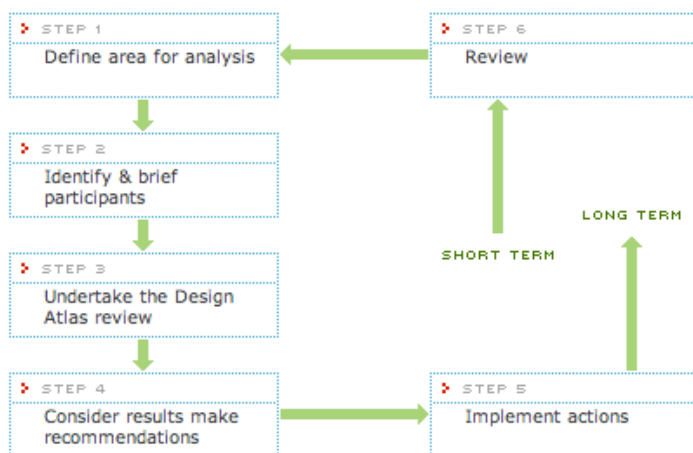 STEP 1
Define area for analysis
STEP 2
Identify & brief
participants
STEP 3
Undertake the Design
Atlas review
STEP 4
Consider results make
recommendations
STEP 5
Implement actions
STEP 6
Review
SHORT TERM
LONG TERM